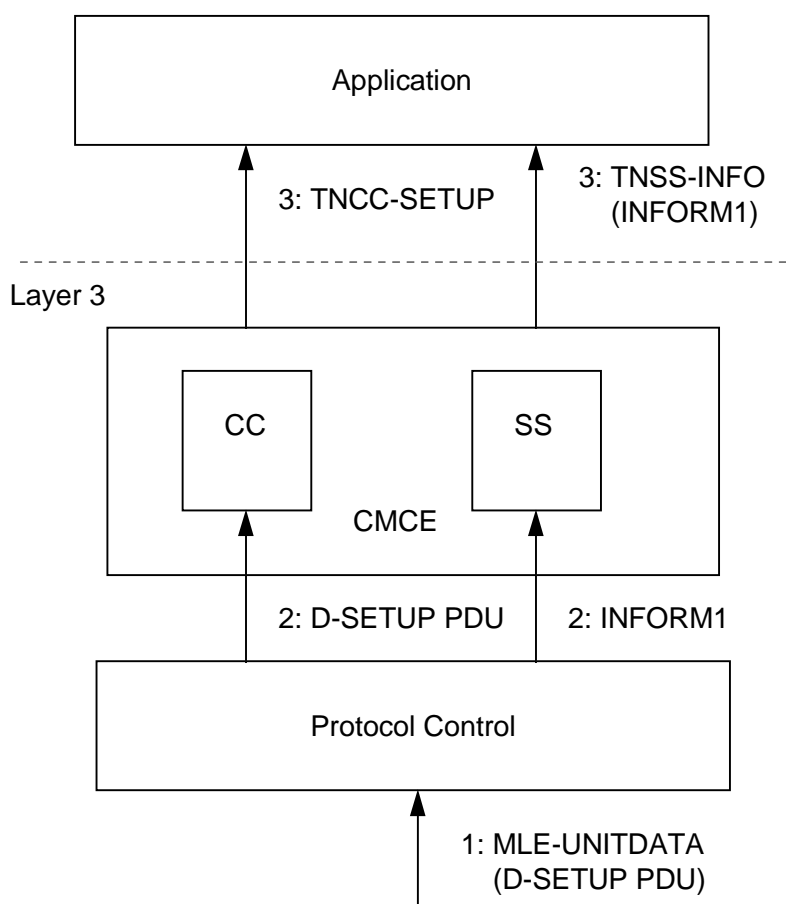 Application
3: TNCC-SETUP
3: TNSS-INFO
(INFORM1)
Layer 3
CC
SS
CMCE
2: D-SETUP PDU
2: INFORM1
Protocol Control
1: MLE-UNITDATA
(D-SETUP PDU)